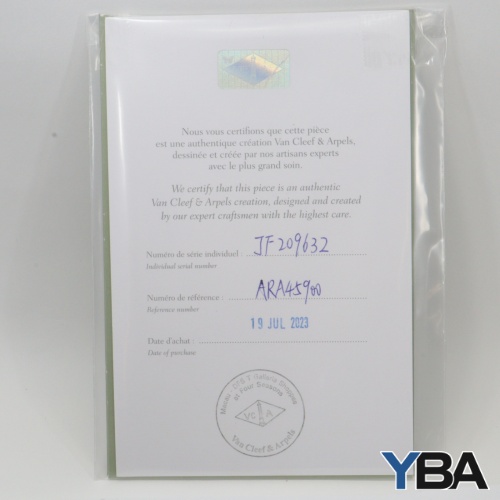 Nous vous certifions que cette pièce
est une authentique création Van Cleef & Arpels,
dessinée et créée par nos artisans experts
avec le plus grand soin.
We certify that this piece is an authentic
Van Cleef & Arpels creation, designed and created
by our expert craftsmen with the highest care.
Numéro de série individuel : JF209632
Individual serial number
Numéro de référence : ARA45900
Reference number
19 JUL 2023
Date d'achat :
Date of purchase
Van Cleef & Arpels
YBA